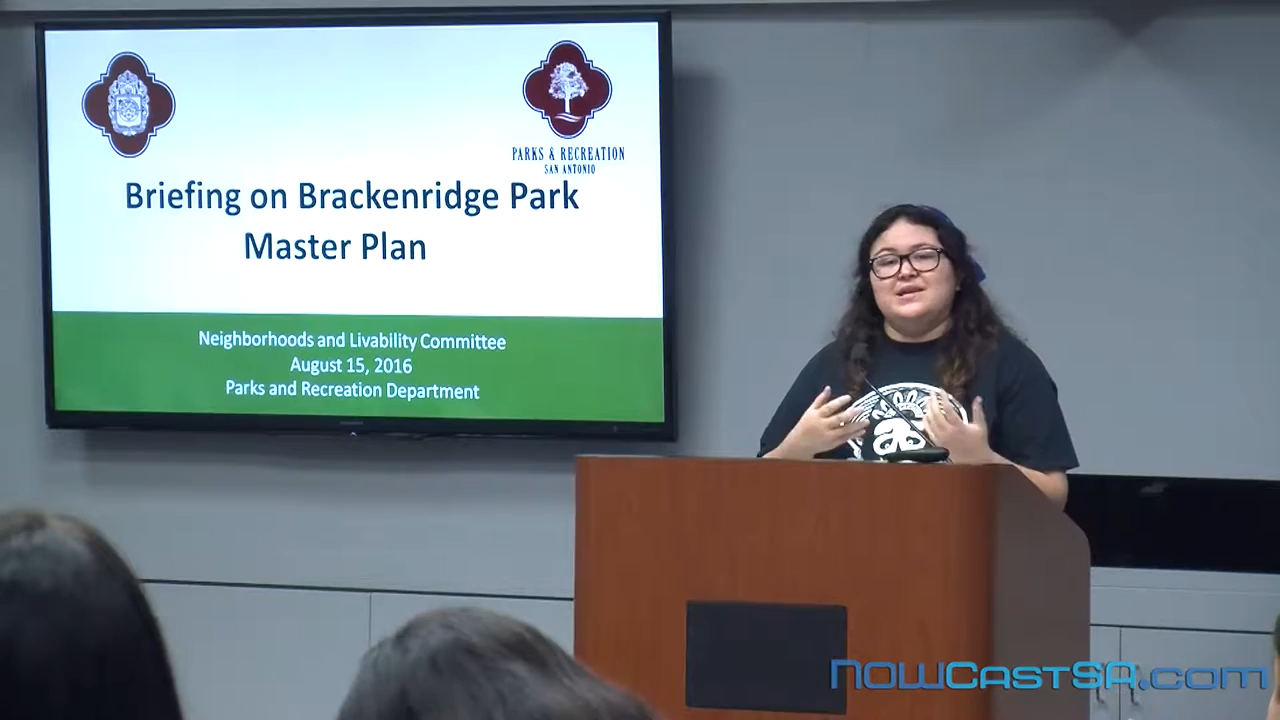 PARKS & RECREATION
SAN ANTONIO
Briefing on Brackenridge Park
Master Plan
Neighborhoods and Livability Committee
August 15, 2016
Parks and Recreation Department
NOWCASTSA.com